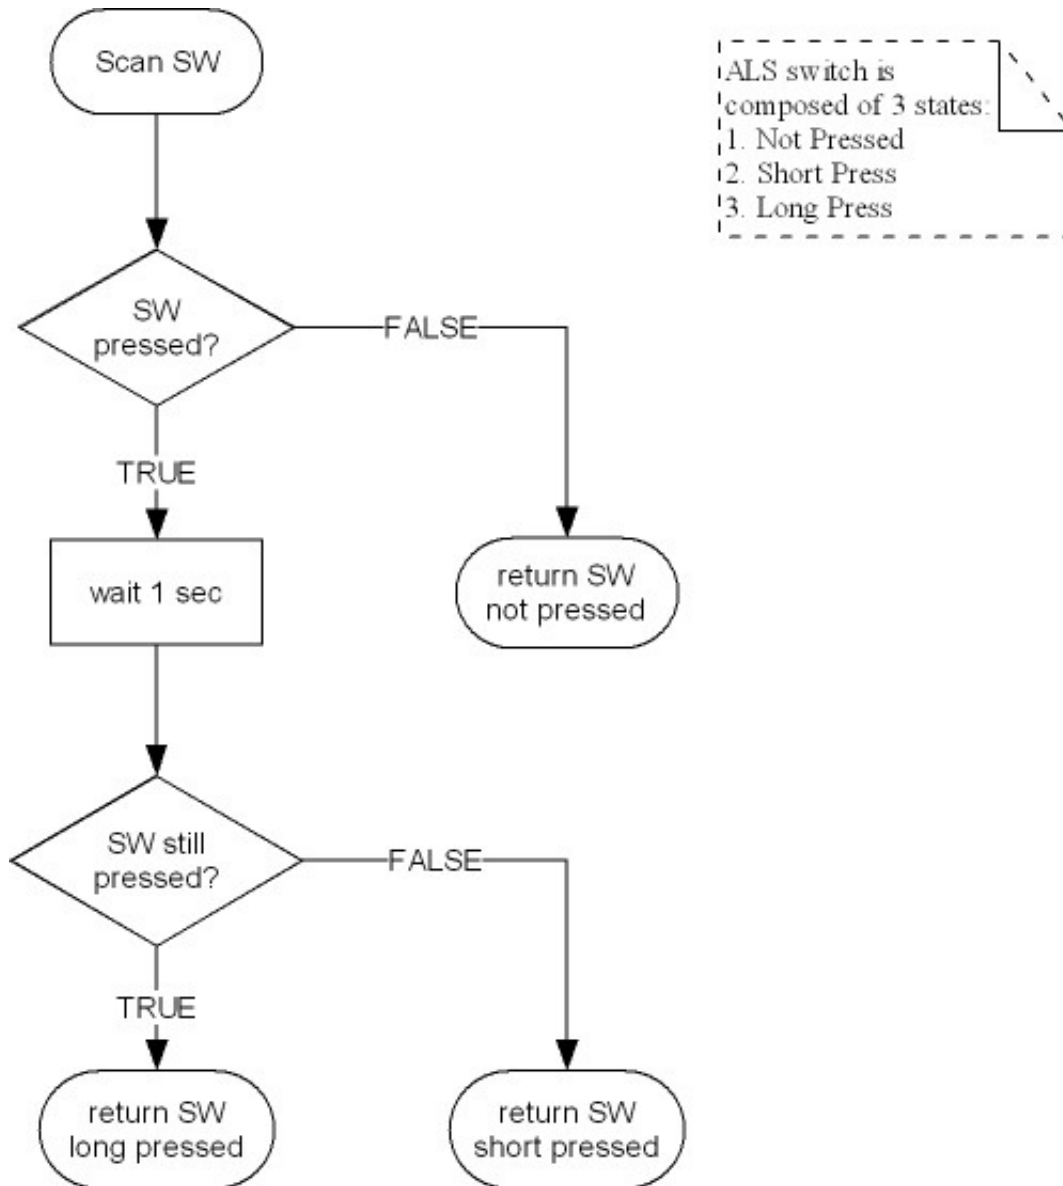 Scan SW
ALS switch is
composed of 3 states:
1. Not Pressed
2. Short Press
3. Long Press
SW
pressed?
FALSE
TRUE
wait 1 sec
return SW
not pressed
SW still
pressed?
FALSE
TRUE
return SW
long pressed
return SW
short pressed